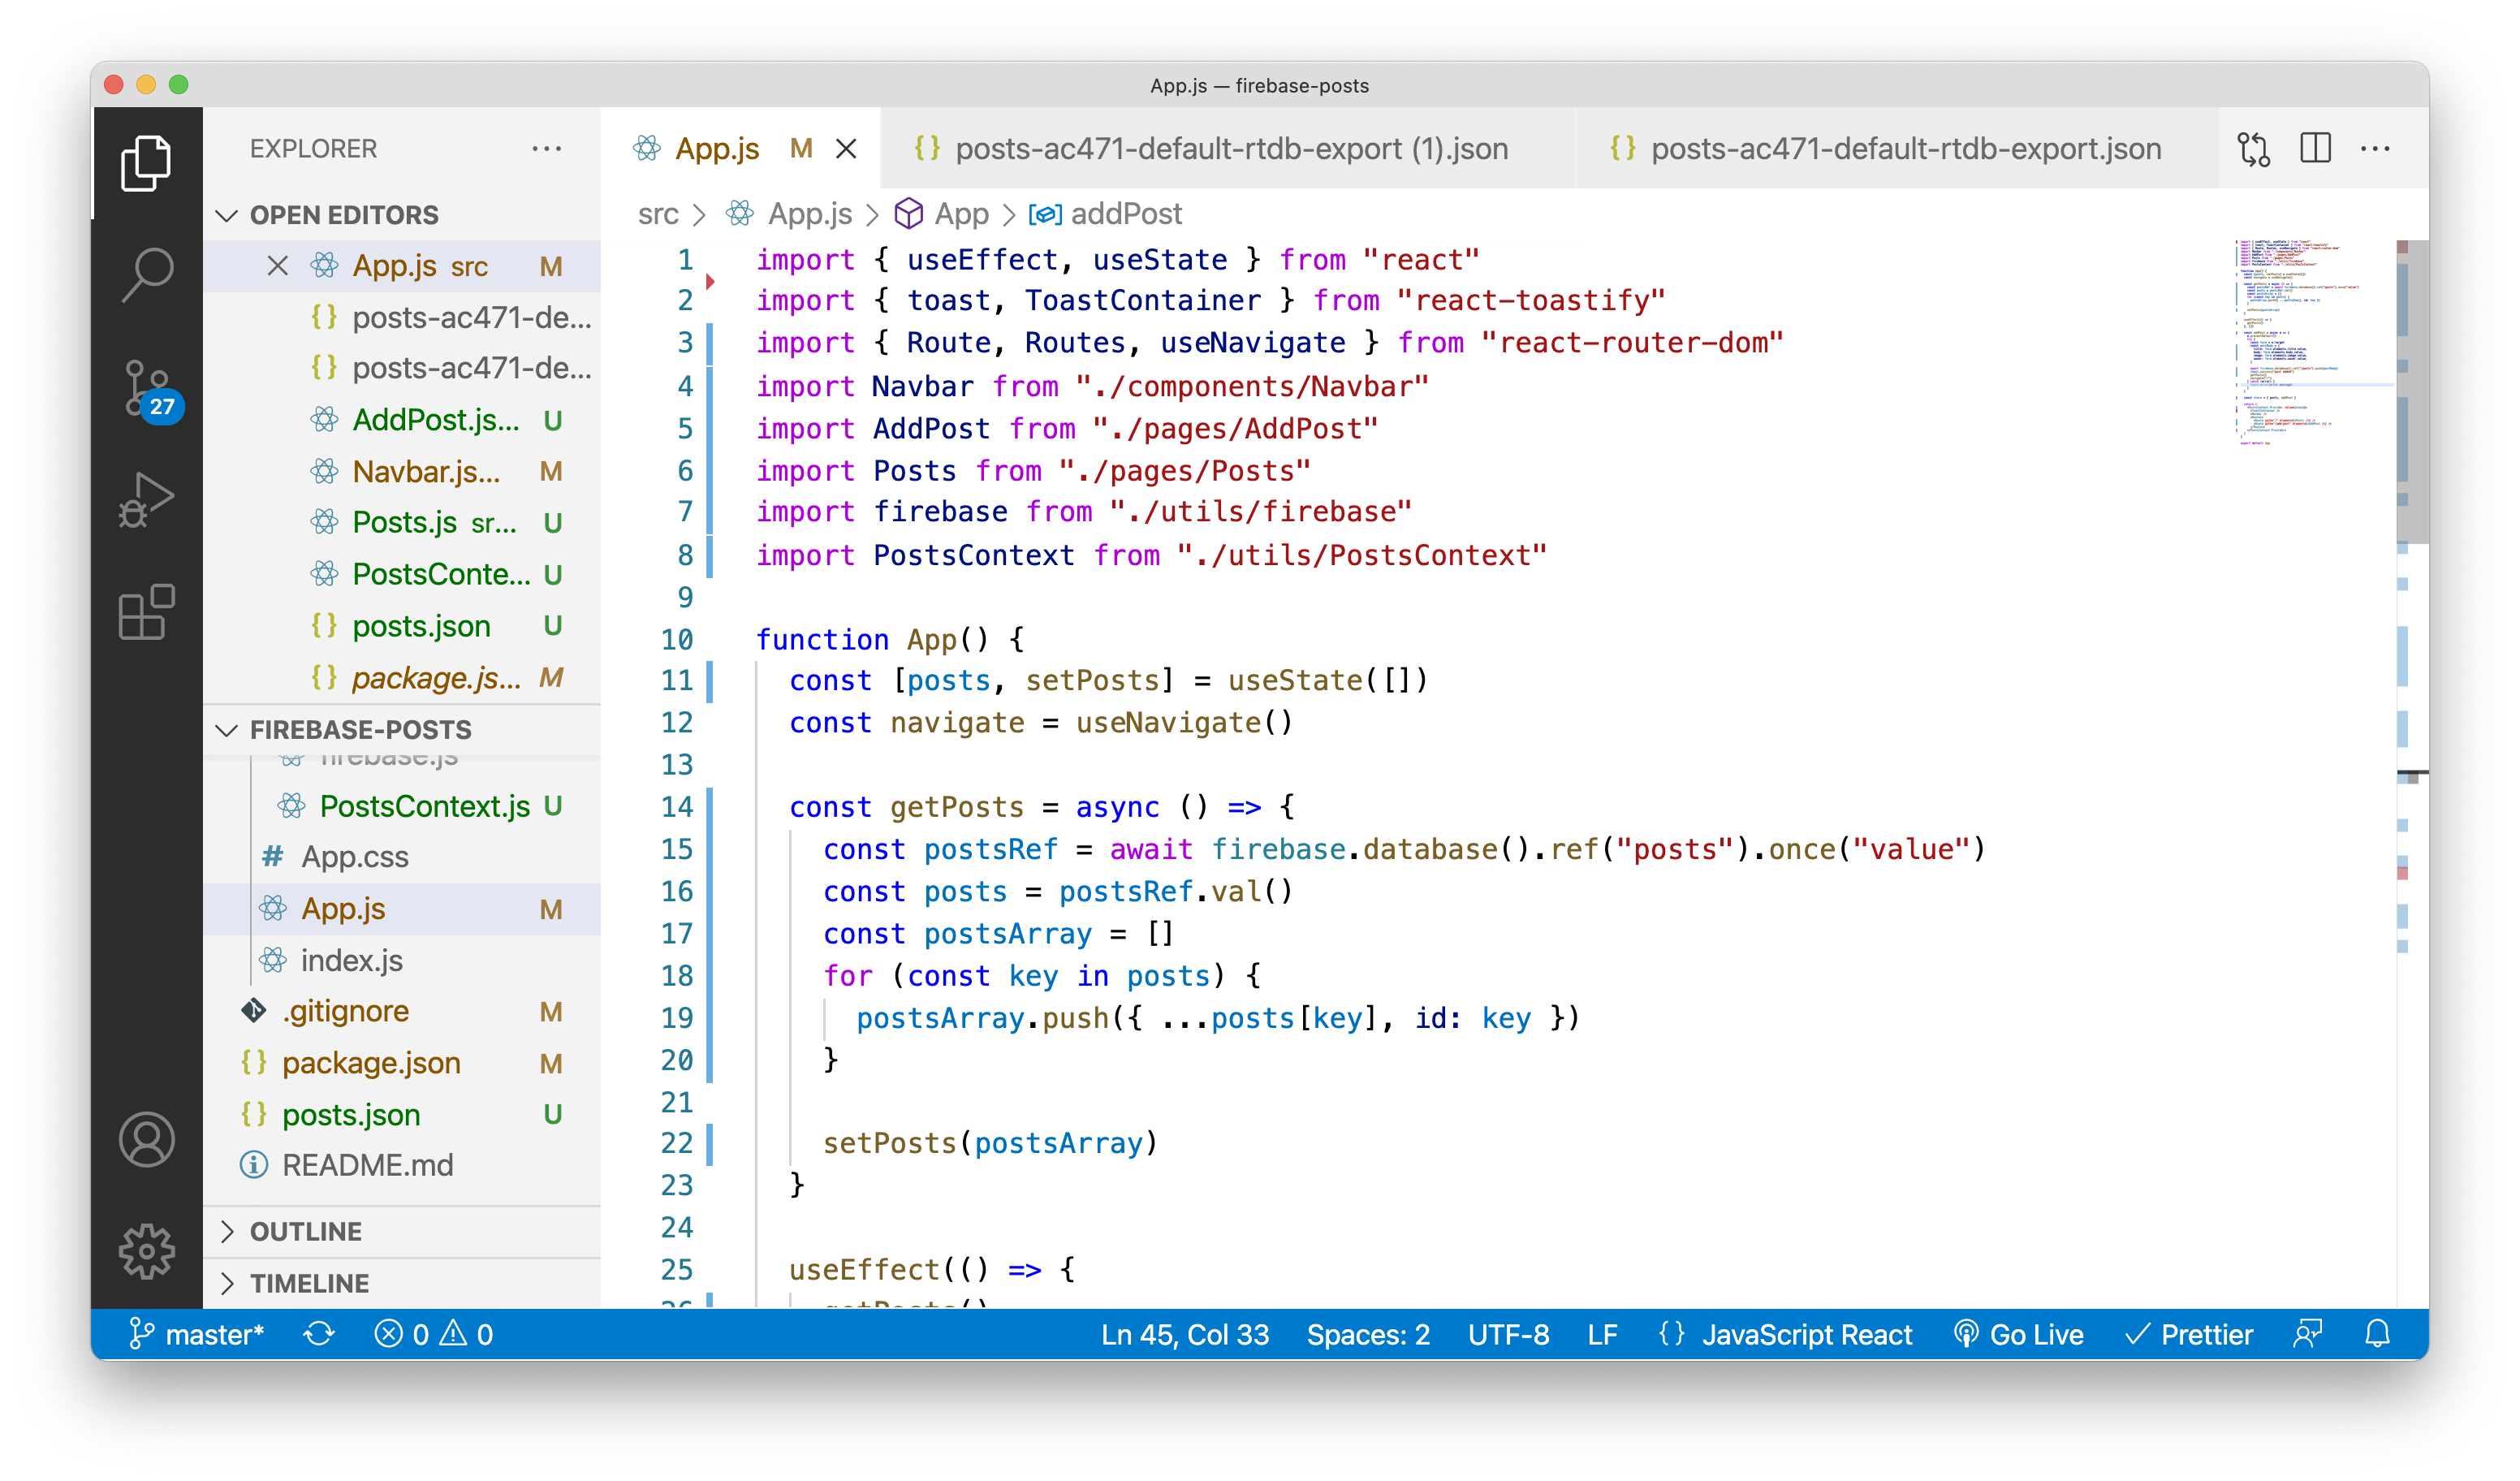 App.js — firebase-posts
EXPLORER
App.js M
posts-ac471-default-rtdb-export (1).json
posts-ac471-default-rtdb-export.json
OPEN EDITORS
App.js src M
posts-ac471-de...
posts-ac471-de...
AddPost.js... U
Navbar.js... M
Posts.js sr... U
PostsConte... U
posts.json U
package.js... M
FIREBASE-POSTS
firebase.js
PostsContext.js U
App.css
App.js M
index.js
.gitignore M
package.json M
posts.json U
README.md
OUTLINE
TIMELINE
27
src > App.js > App > addPost
1 import { useEffect, useState } from "react"
2 import { toast, ToastContainer } from "react-toastify"
3 import { Route, Routes, useNavigate } from "react-router-dom"
4 import Navbar from "./components/Navbar"
5 import AddPost from "./pages/AddPost"
6 import Posts from "./pages/Posts"
7 import firebase from "./utils/firebase"
8 import PostsContext from "./utils/PostsContext"
9
10 function App() {
11 const [posts, setPosts] = useState([])
12 const navigate = useNavigate()
13
14 const getPosts = async () => {
15 const postsRef = await firebase.database().ref("posts").once("value")
16 const posts = postsRef.val()
17 const postsArray = []
18 for (const key in posts) {
19 postsArray.push({ ...posts[key], id: key })
20 }
21
22 setPosts(postsArray)
23 }
24
25 useEffect(() => {
26 getPosts()
master* 0 0
Ln 45, Col 33 Spaces: 2 UTF-8 LF {} JavaScript React Go Live Prettier